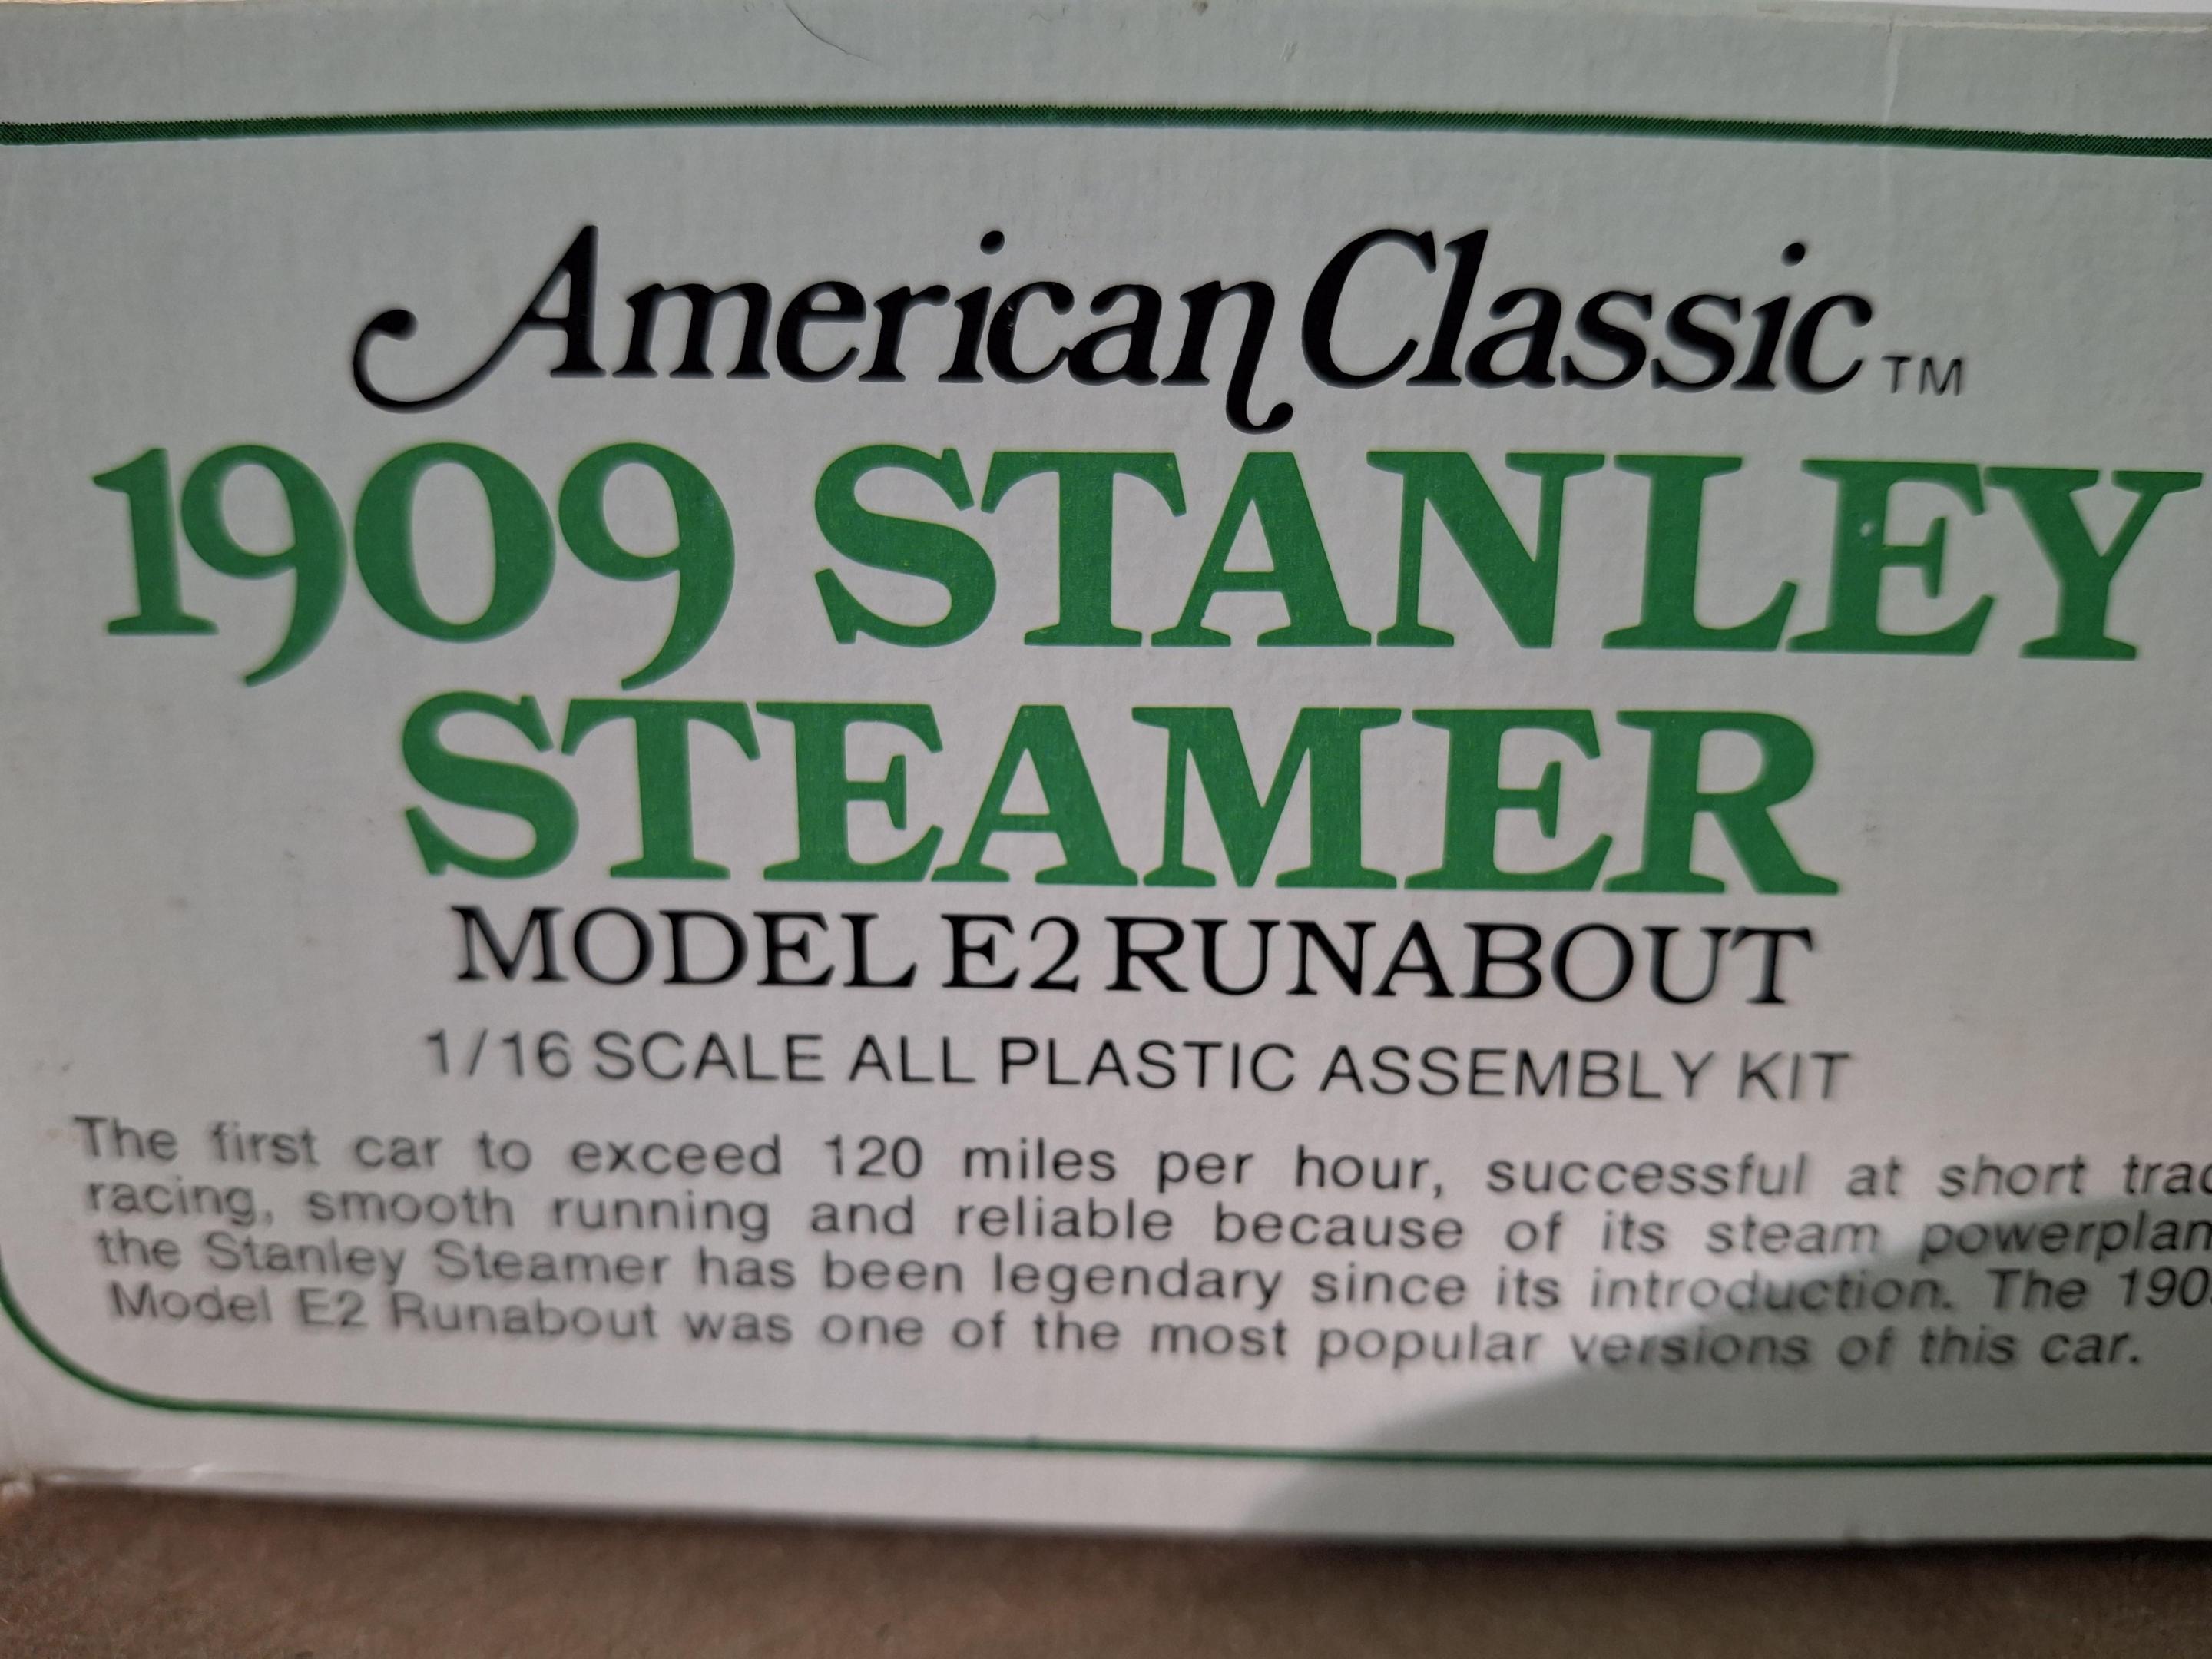 American Classic TM
1909 STANLEY
STEAMER
MODEL E2 RUNABOUT
1/16 SCALE ALL PLASTIC ASSEMBLY KIT
The first car to exceed 120 miles per hour, successful at short
racing, smooth running and reliable because of its steam
the Stanley Steamer has been legendary since its introduction. The
Model E2 Runabout was one of the most popular versions of this car.